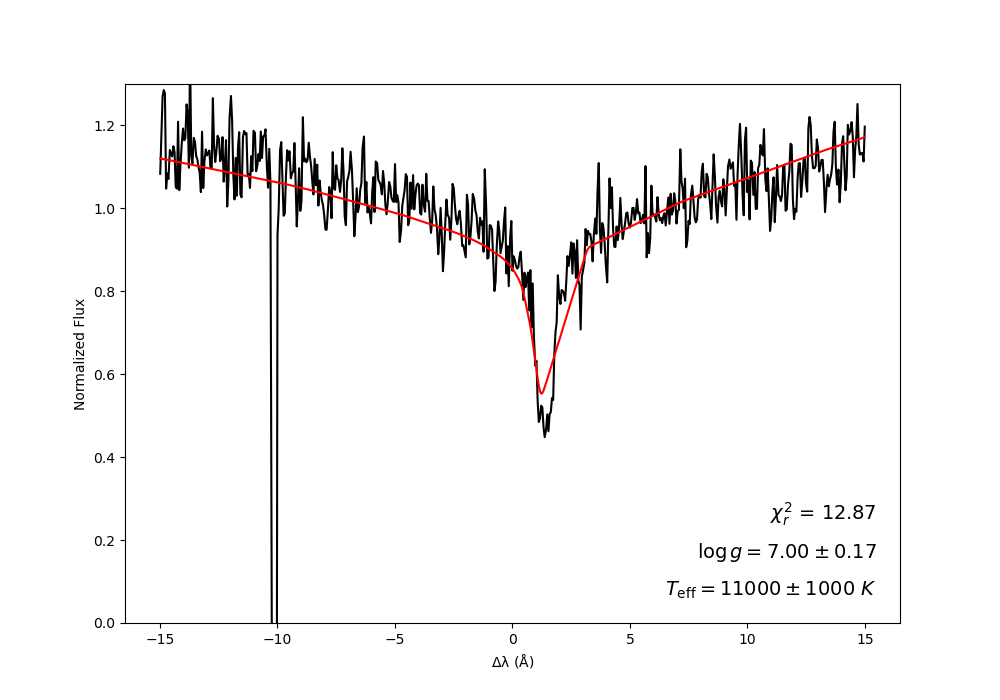 1.2
1.0
0.8
0.6
0.4
0.2
0.0
Normalized Flux
χ²ᵣ = 12.87
log g = 7.00 ± 0.17
T_eff = 11000 ± 1000 K
−15
−10
−5
0
5
10
15
Δλ (Å)